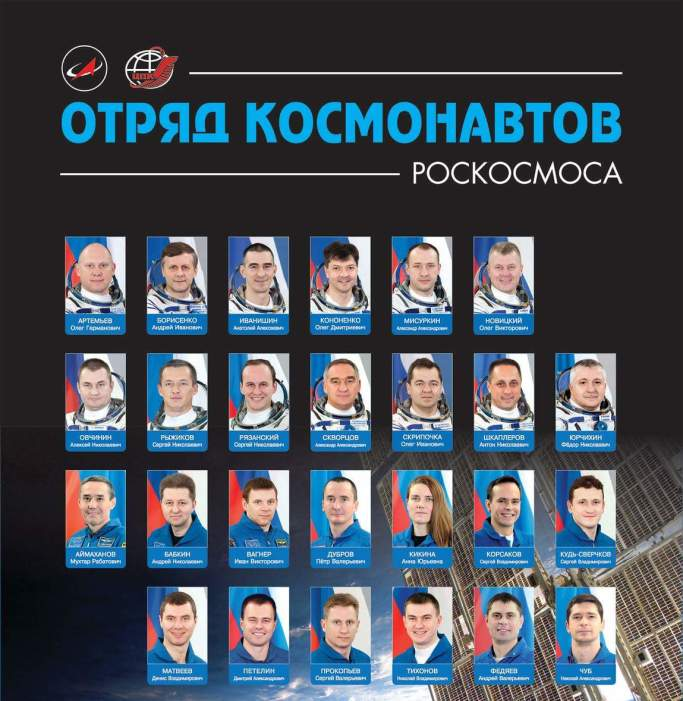 ЦПК
ОТРЯД КОСМОНАВТОВ
РОСКОСМОСА
АРТЕМЬЕВ
Олег Германович
БОРИСЕНКО
Андрей Иванович
ИВАНИШИН
Анатолий Алексеевич
КОНОНЕНКО
Олег Дмитриевич
МИСУРКИН
Александр Александрович
НОВИЦКИЙ
Олег Викторович
ОВЧИНИН
Алексей Николаевич
РЫЖИКОВ
Сергей Николаевич
РЯЗАНСКИЙ
Сергей Николаевич
СКВОРЦОВ
Александр Александрович
СКРИПОЧКА
Олег Иванович
ШКАПЛЕРОВ
Антон Николаевич
ЮРЧИХИН
Фёдор Николаевич
АЙМАХАНОВ
Мухтар Рабатович
БАБКИН
Андрей Николаевич
ВАГНЕР
Иван Викторович
ДУБРОВ
Пётр Валерьевич
КИКИНА
Анна Юрьевна
КОРСАКОВ
Сергей Владимирович
КУДЬ-СВЕРЧКОВ
Сергей Владимирович
МАТВЕЕВ
Денис Владимирович
ПЕТЕЛИН
Дмитрий Александрович
ПРОКОПЬЕВ
Сергей Валерьевич
ТИХОНОВ
Николай Владимирович
ФЕДЯЕВ
Андрей Валерьевич
ЧУБ
Николай Александрович